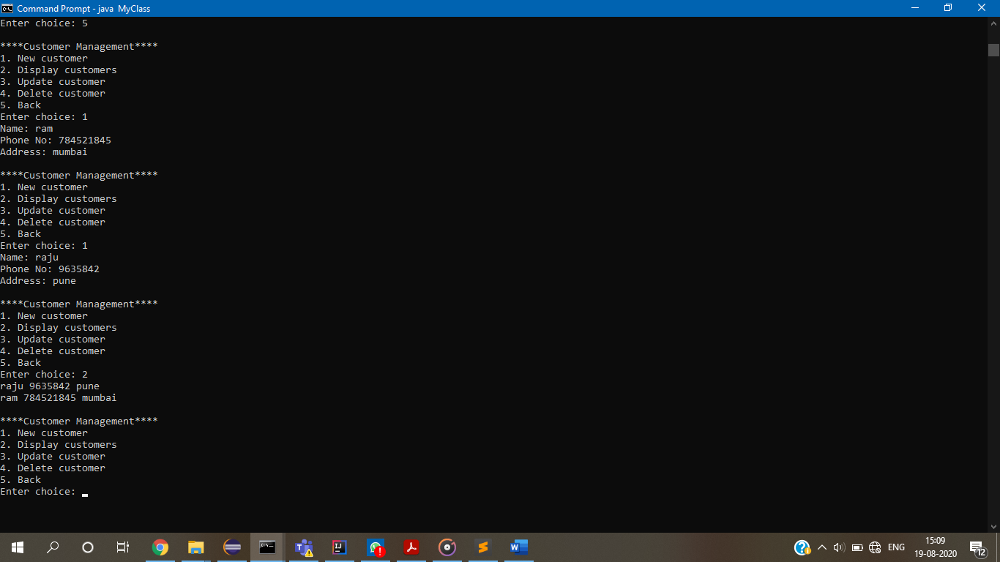 Command Prompt - java  MyClass
Enter choice: 5
****Customer Management****
1. New customer
2. Display customers
3. Update customer
4. Delete customer
5. Back
Enter choice: 1
Name: ram
Phone No: 784521845
Address: mumbai
****Customer Management****
1. New customer
2. Display customers
3. Update customer
4. Delete customer
5. Back
Enter choice: 1
Name: raju
Phone No: 9635842
Address: pune
****Customer Management****
1. New customer
2. Display customers
3. Update customer
4. Delete customer
5. Back
Enter choice: 2
raju 9635842 pune
ram 784521845 mumbai
****Customer Management****
1. New customer
2. Display customers
3. Update customer
4. Delete customer
5. Back
Enter choice:
ENG
15:09
19-08-2020
12